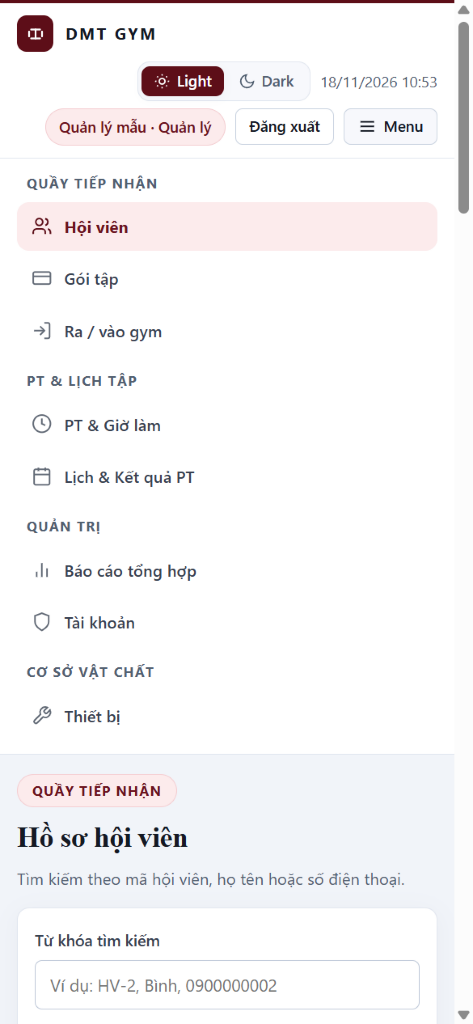 DMT GYM
Light Dark 18/11/2026 10:53
Quản lý mẫu · Quản lý Đăng xuất Menu
QUẦY TIẾP NHẬN
Hội viên
Gói tập
Ra / vào gym
PT & LỊCH TẬP
PT & Giờ làm
Lịch & Kết quả PT
QUẢN TRỊ
Báo cáo tổng hợp
Tài khoản
CƠ SỞ VẬT CHẤT
Thiết bị
QUẦY TIẾP NHẬN
Hồ sơ hội viên
Tìm kiếm theo mã hội viên, họ tên hoặc số điện thoại.
Từ khóa tìm kiếm
Ví dụ: HV-2, Bình, 0900000002